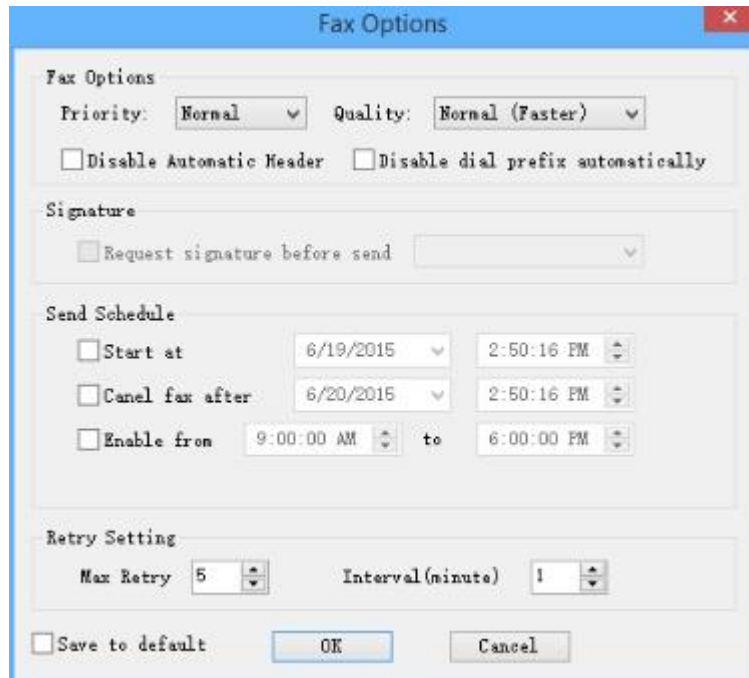 Fax Options
Fax Options
Priority: Normal Quality: Normal (Faster)
Disable Automatic Header Disable dial prefix automatically
Signature
Request signature before send
Send Schedule
Start at 6/19/2015 2:50:16 PM
Canel fax after 6/20/2015 2:50:16 PM
Enable from 9:00:00 AM to 6:00:00 PM
Retry Setting
Max Retry 5 Interval(minute) 1
Save to default OK Cancel